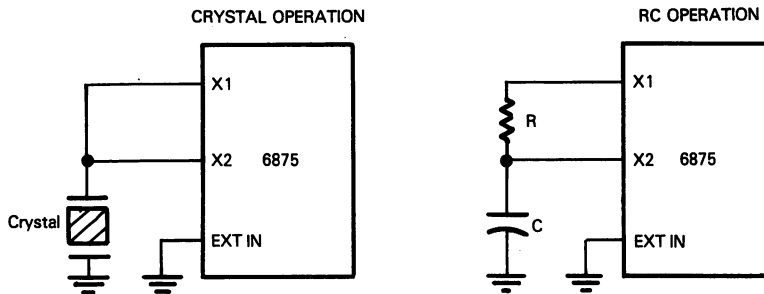 CRYSTAL OPERATION
X1
X2 6875
Crystal
EXT IN
RC OPERATION
X1
R
X2 6875
C
EXT IN